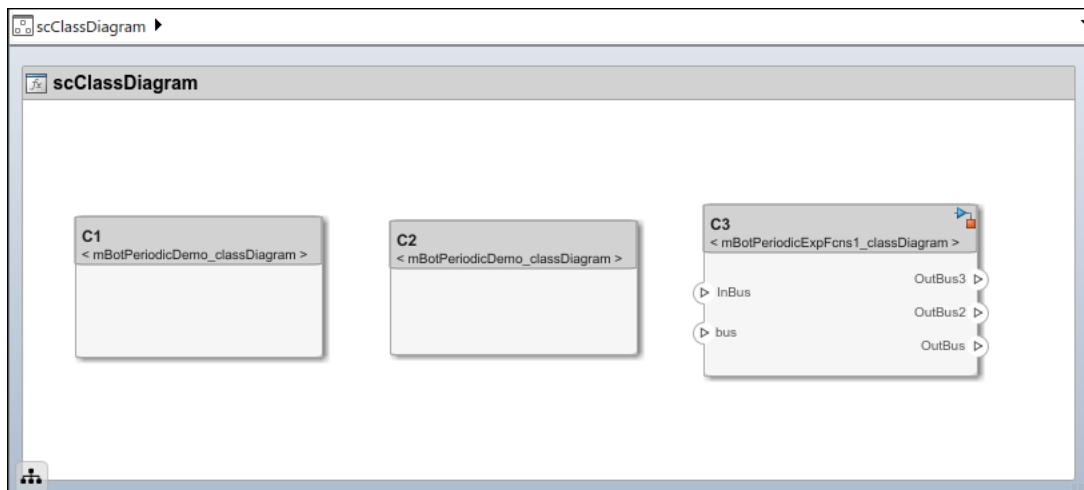 scClassDiagram
scClassDiagram
C1
< mBotPeriodicDemo_classDiagram >
C2
< mBotPeriodicDemo_classDiagram >
C3
< mBotPeriodicExpFcns1_classDiagram >
InBus
bus
OutBus3
OutBus2
OutBus